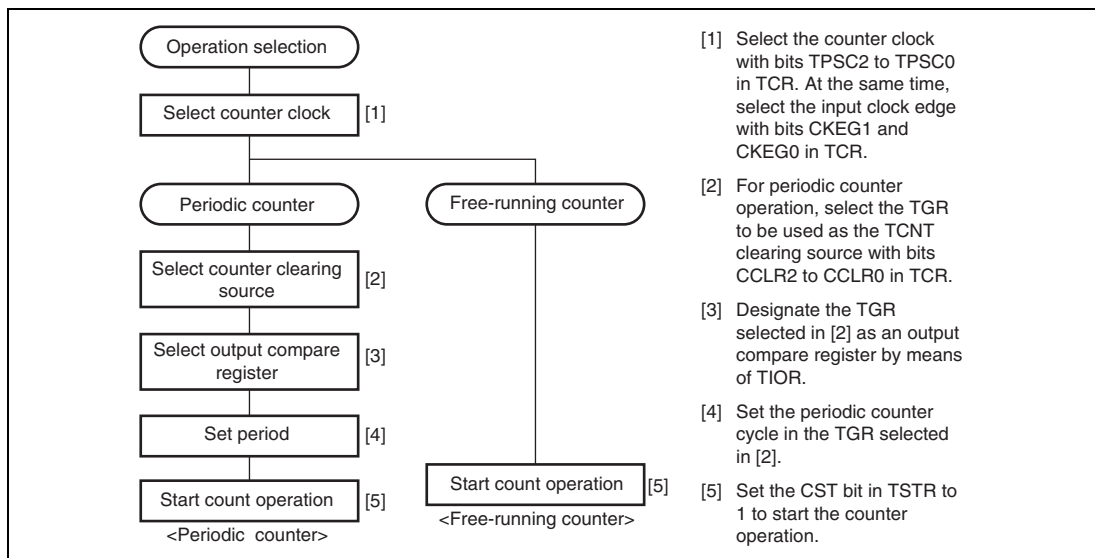 Operation selection
Select counter clock
[1]
Periodic counter
Free-running counter
Select counter clearing
source
[2]
Select output compare
register
[3]
Set period
[4]
Start count operation
[5]
<Periodic counter>
Start count operation
[5]
<Free-running counter>
[1] Select the counter clock
with bits TPSC2 to TPSC0
in TCR. At the same time,
select the input clock edge
with bits CKEG1 and
CKEG0 in TCR.
[2] For periodic counter
operation, select the TGR
to be used as the TCNT
clearing source with bits
CCLR2 to CCLR0 in TCR.
[3] Designate the TGR
selected in [2] as an output
compare register by means
of TIOR.
[4] Set the periodic counter
cycle in the TGR selected
in [2].
[5] Set the CST bit in TSTR to
1 to start the counter
operation.